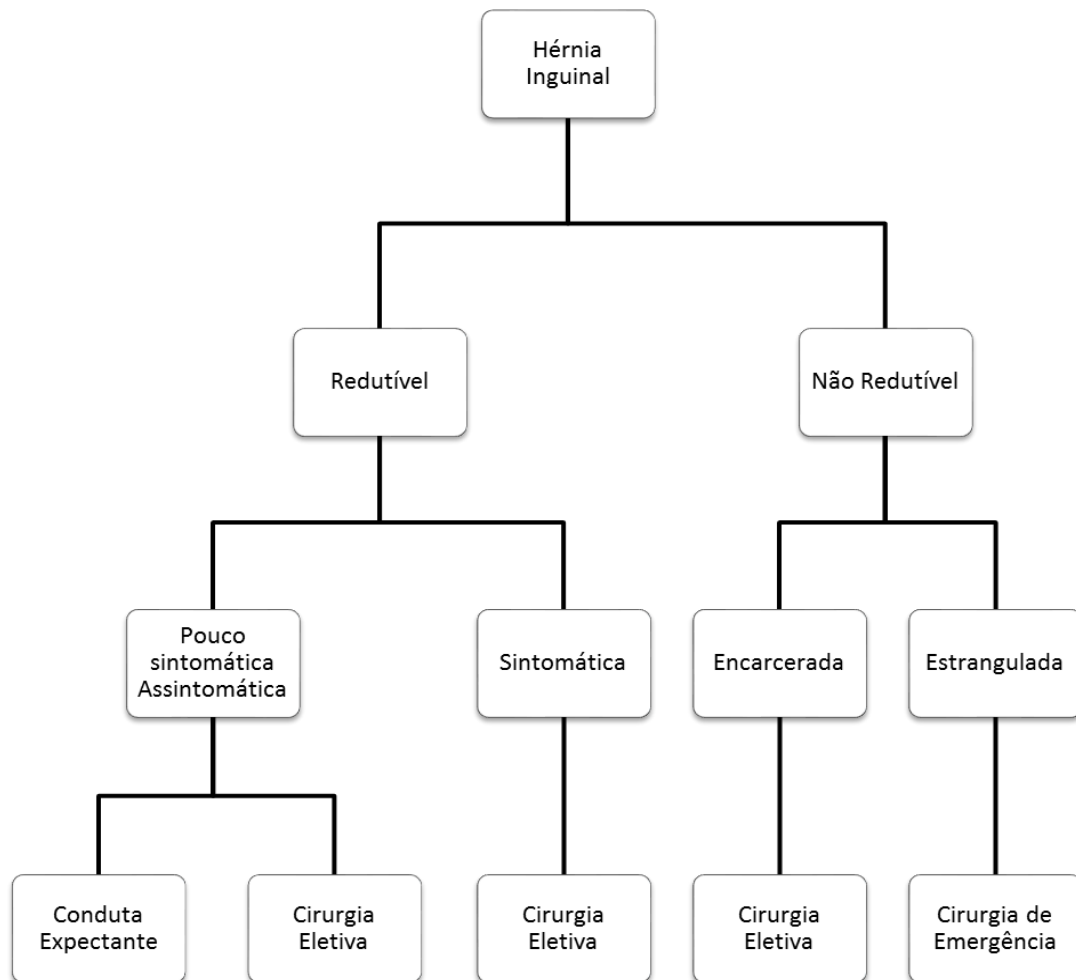 Hérnia
Inguinal
Redutível
Não Redutível
Pouco
sintomática
Assintomática
Sintomática
Encarcerada
Estrangulada
Conduta
Expectante
Cirurgia
Eletiva
Cirurgia
Eletiva
Cirurgia
Eletiva
Cirurgia de
Emergência